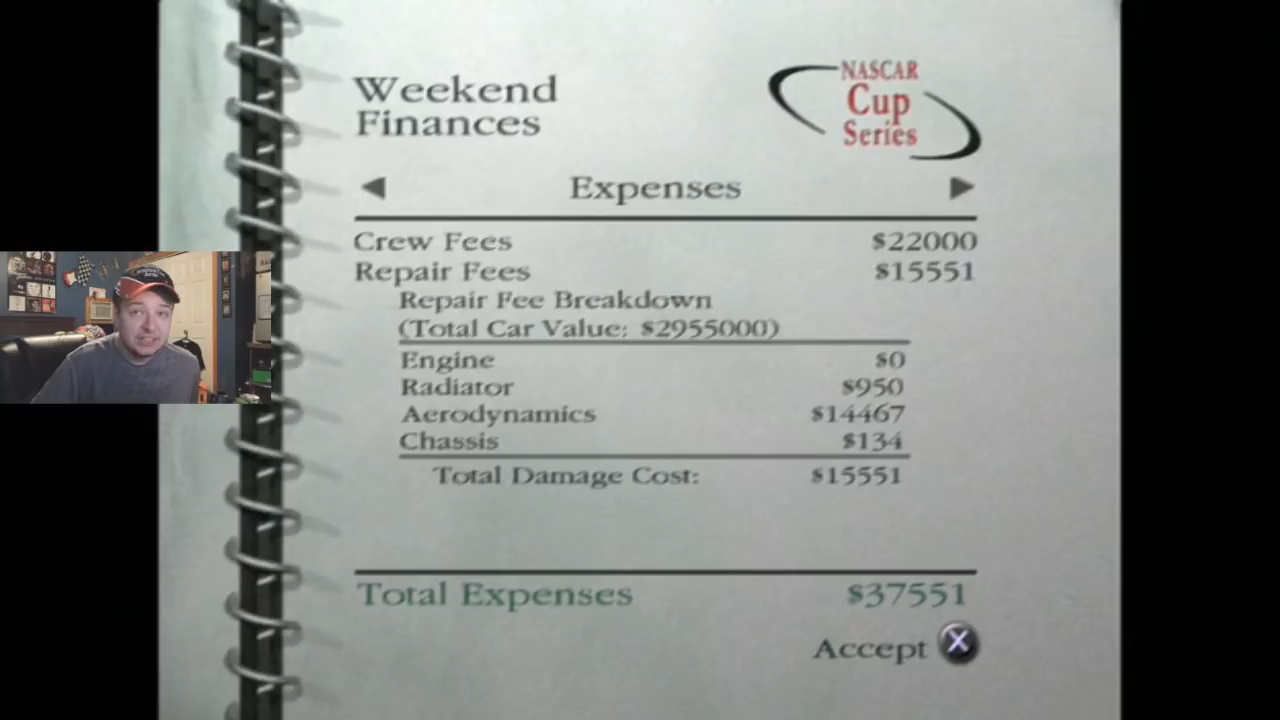 Weekend
Finances
NASCAR
Cup
Series
Expenses
Crew Fees $22000
Repair Fees $15551
Repair Fee Breakdown
(Total Car Value: $2955000)
Engine $0
Radiator $950
Aerodynamics $14467
Chassis $134
Total Damage Cost: $15551
Total Expenses $37551
Accept X